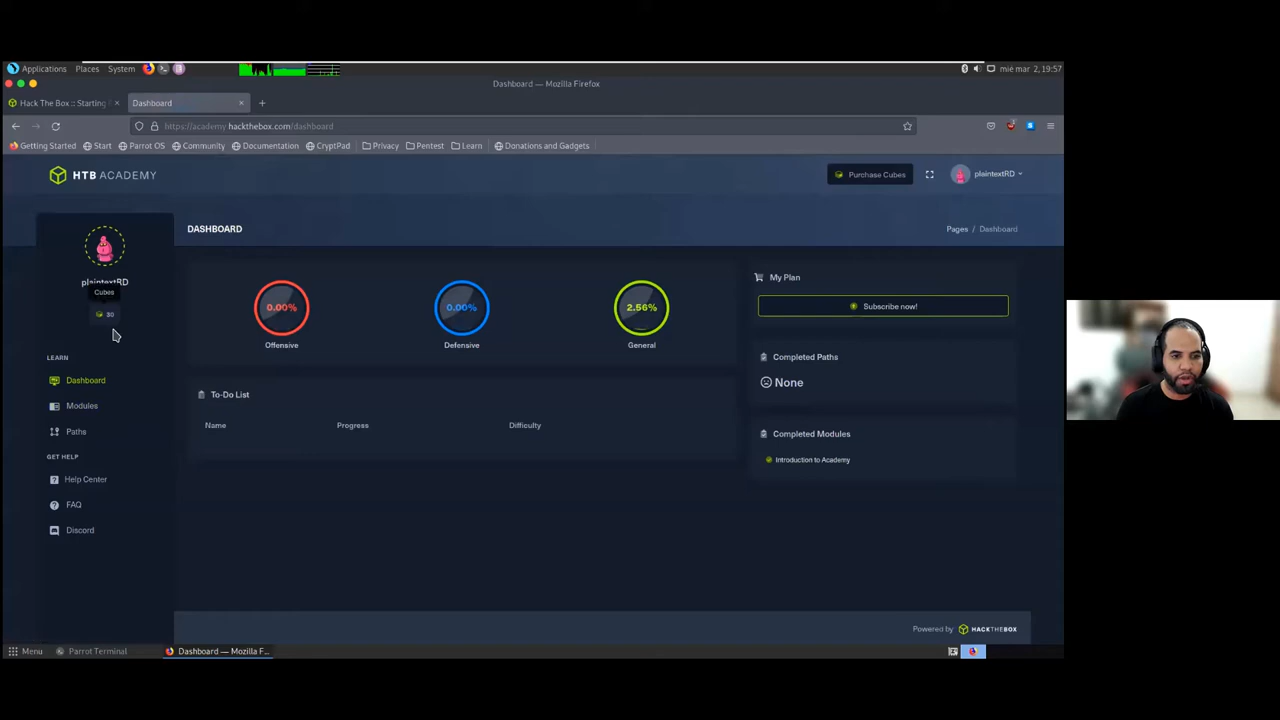 Applications Places System
mié mar 2, 19:57
Dashboard — Mozilla Firefox
Hack The Box :: Starting
Dashboard
https://academy.hackthebox.com/dashboard
Getting Started Start Parrot OS Community Documentation CryptPad Privacy Pentest Learn Donations and Gadgets
HTB ACADEMY
Purchase Cubes
plaintextRD
DASHBOARD
Pages / Dashboard
plaintextRD
Cubes
30
LEARN
Dashboard
Modules
Paths
GET HELP
Help Center
FAQ
Discord
0.00%
Offensive
0.00%
Defensive
2.56%
General
To-Do List
Name Progress Difficulty
My Plan
Subscribe now!
Completed Paths
None
Completed Modules
Introduction to Academy
Powered by HACKTHEBOX
Menu Parrot Terminal Dashboard — Mozilla F...